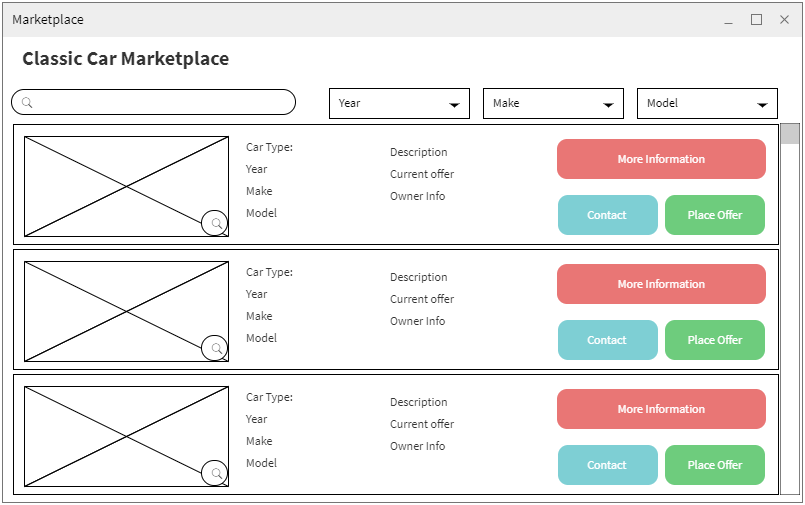 Marketplace
Classic Car Marketplace
Year
Make
Model
Car Type:
Year
Make
Model
Description
Current offer
Owner Info
More Information
Contact
Place Offer
Car Type:
Year
Make
Model
Description
Current offer
Owner Info
More Information
Contact
Place Offer
Car Type:
Year
Make
Model
Description
Current offer
Owner Info
More Information
Contact
Place Offer